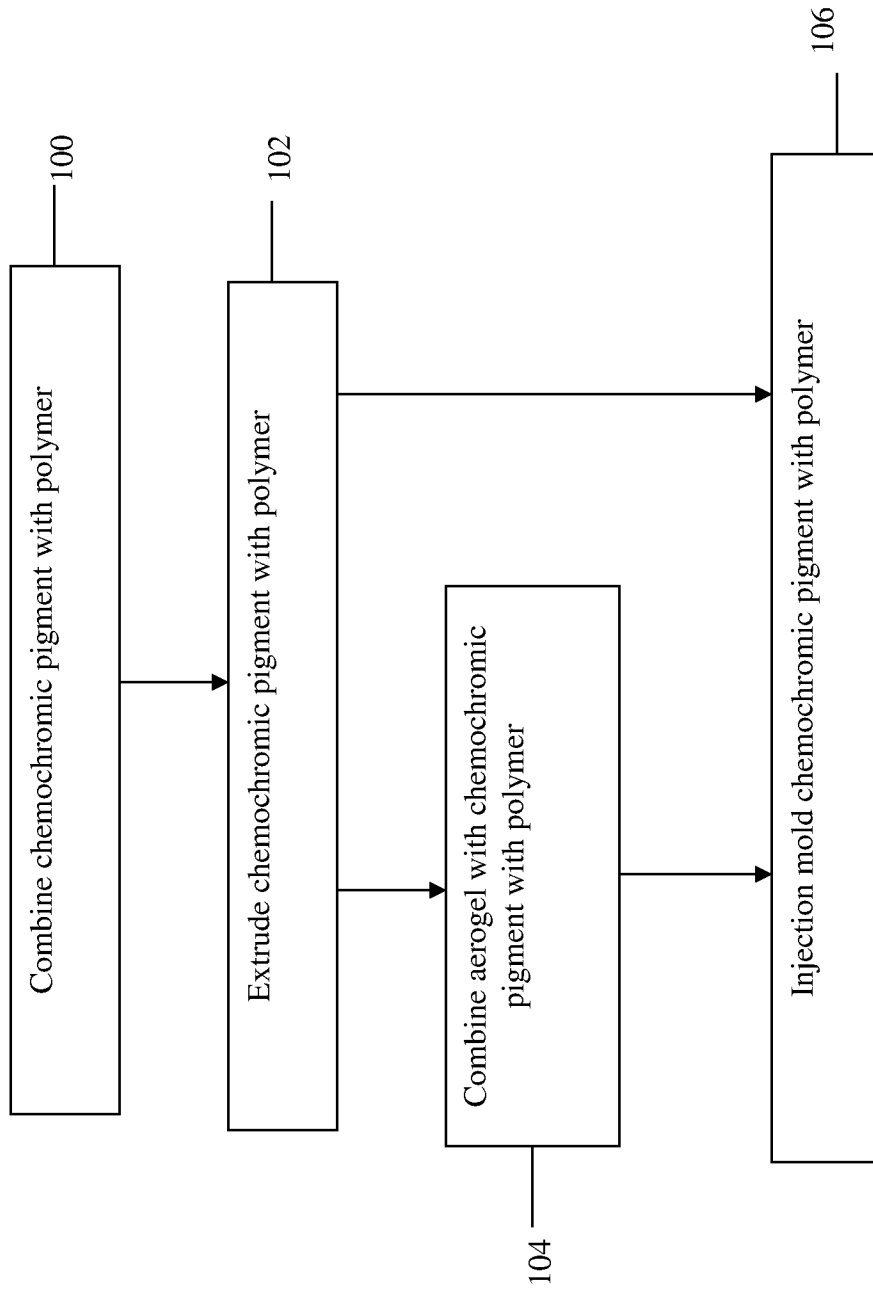 Combine chemochromic pigment with polymer
100
Extrude chemochromic pigment with polymer
102
Combine aerogel with chemochromic
pigment with polymer
104
Injection mold chemochromic pigment with polymer
106